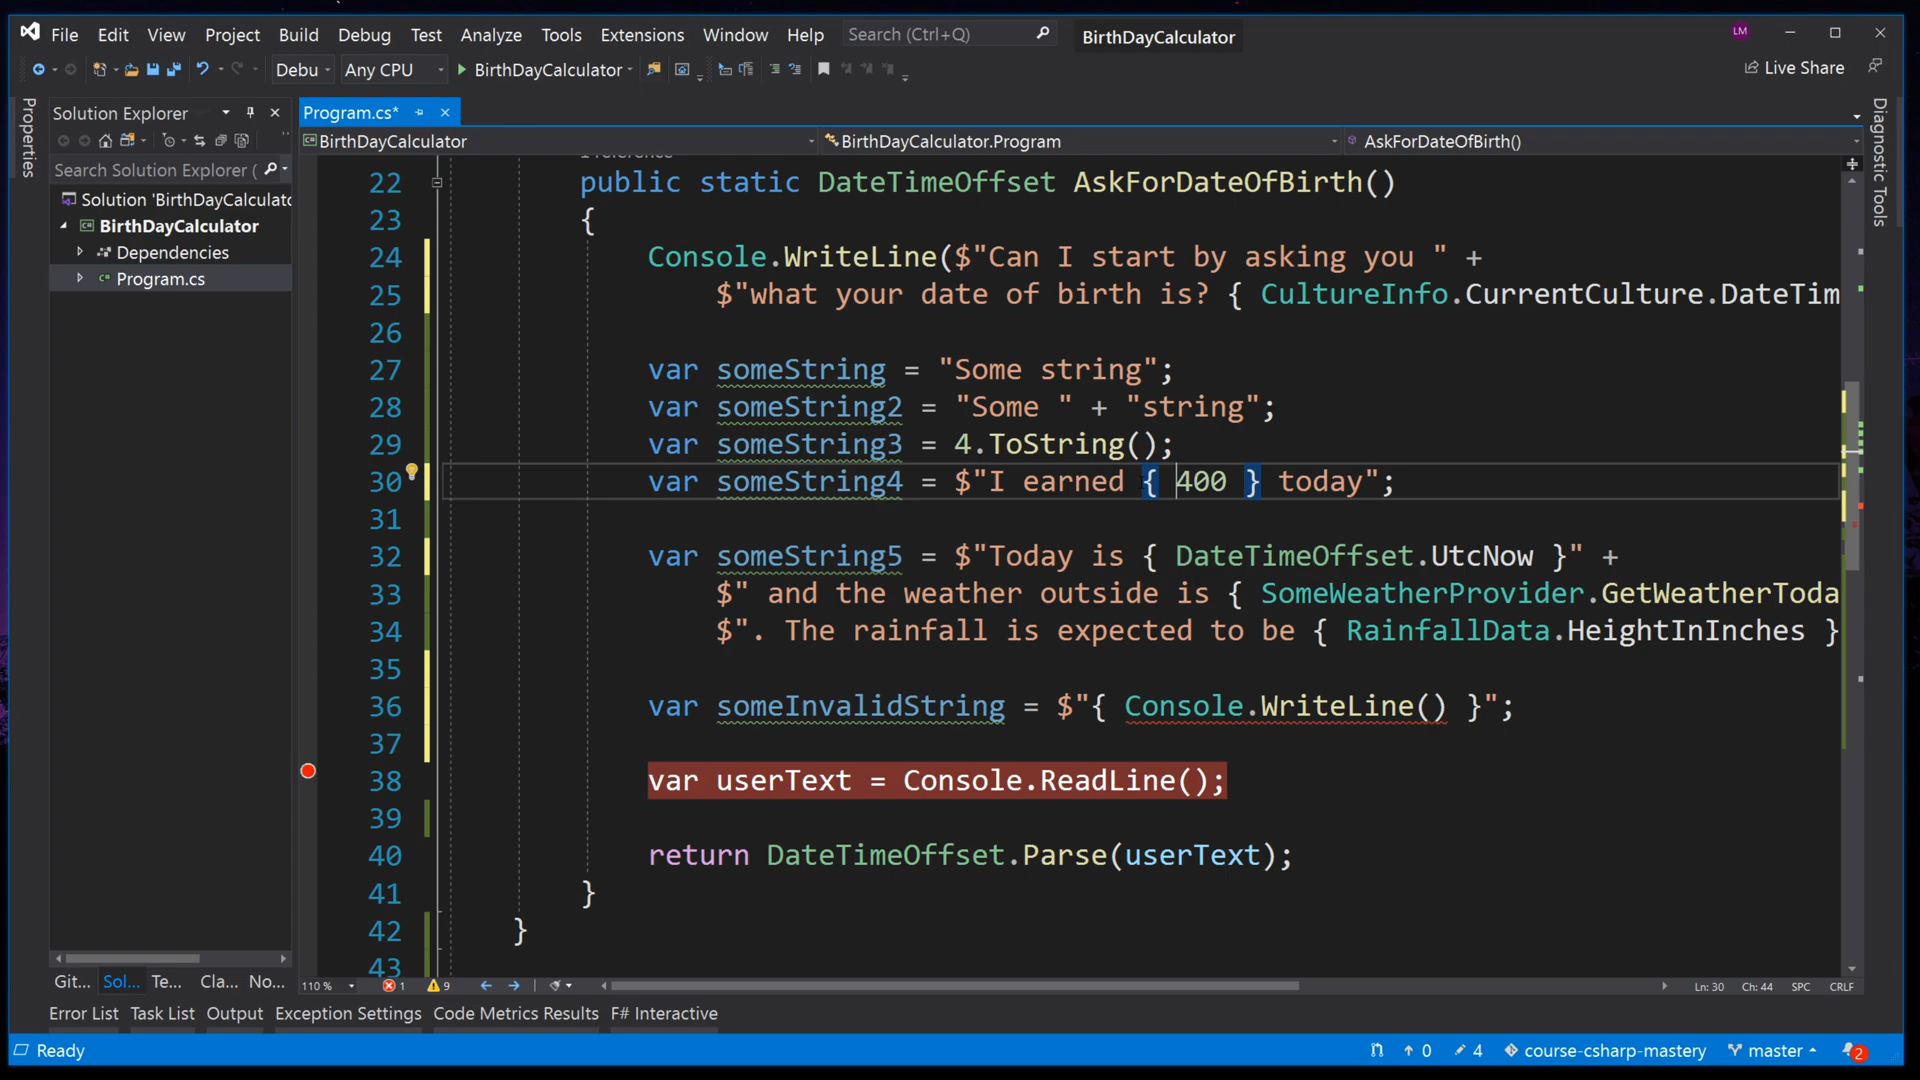 File Edit View Project Build Debug Test Analyze Tools Extensions Window Help Search (Ctrl+Q) BirthDayCalculator LM
Debu Any CPU BirthDayCalculator Live Share
Properties
Solution Explorer
Search Solution Explorer (
Solution 'BirthDayCalculato
BirthDayCalculator
Dependencies
Program.cs
Program.cs*
BirthDayCalculator BirthDayCalculator.Program AskForDateOfBirth()
22 public static DateTimeOffset AskForDateOfBirth()
23 {
24 Console.WriteLine($"Can I start by asking you " +
25 $"what your date of birth is? { CultureInfo.CurrentCulture.DateTim
26
27 var someString = "Some string";
28 var someString2 = "Some " + "string";
29 var someString3 = 4.ToString();
30 var someString4 = $"I earned { 400 } today";
31
32 var someString5 = $"Today is { DateTimeOffset.UtcNow }" +
33 $" and the weather outside is { SomeWeatherProvider.GetWeatherToda
34 $". The rainfall is expected to be { RainfallData.HeightInInches }
35
36 var someInvalidString = $"{ Console.WriteLine() }";
37
38 var userText = Console.ReadLine();
39
40 return DateTimeOffset.Parse(userText);
41 }
42 }
43
Diagnostic Tools
Git... Sol... Te... Cla... No...
110 % 1 9 Ln: 30 Ch: 44 SPC CRLF
Error List Task List Output Exception Settings Code Metrics Results F# Interactive
Ready 0 4 course-csharp-mastery master 2